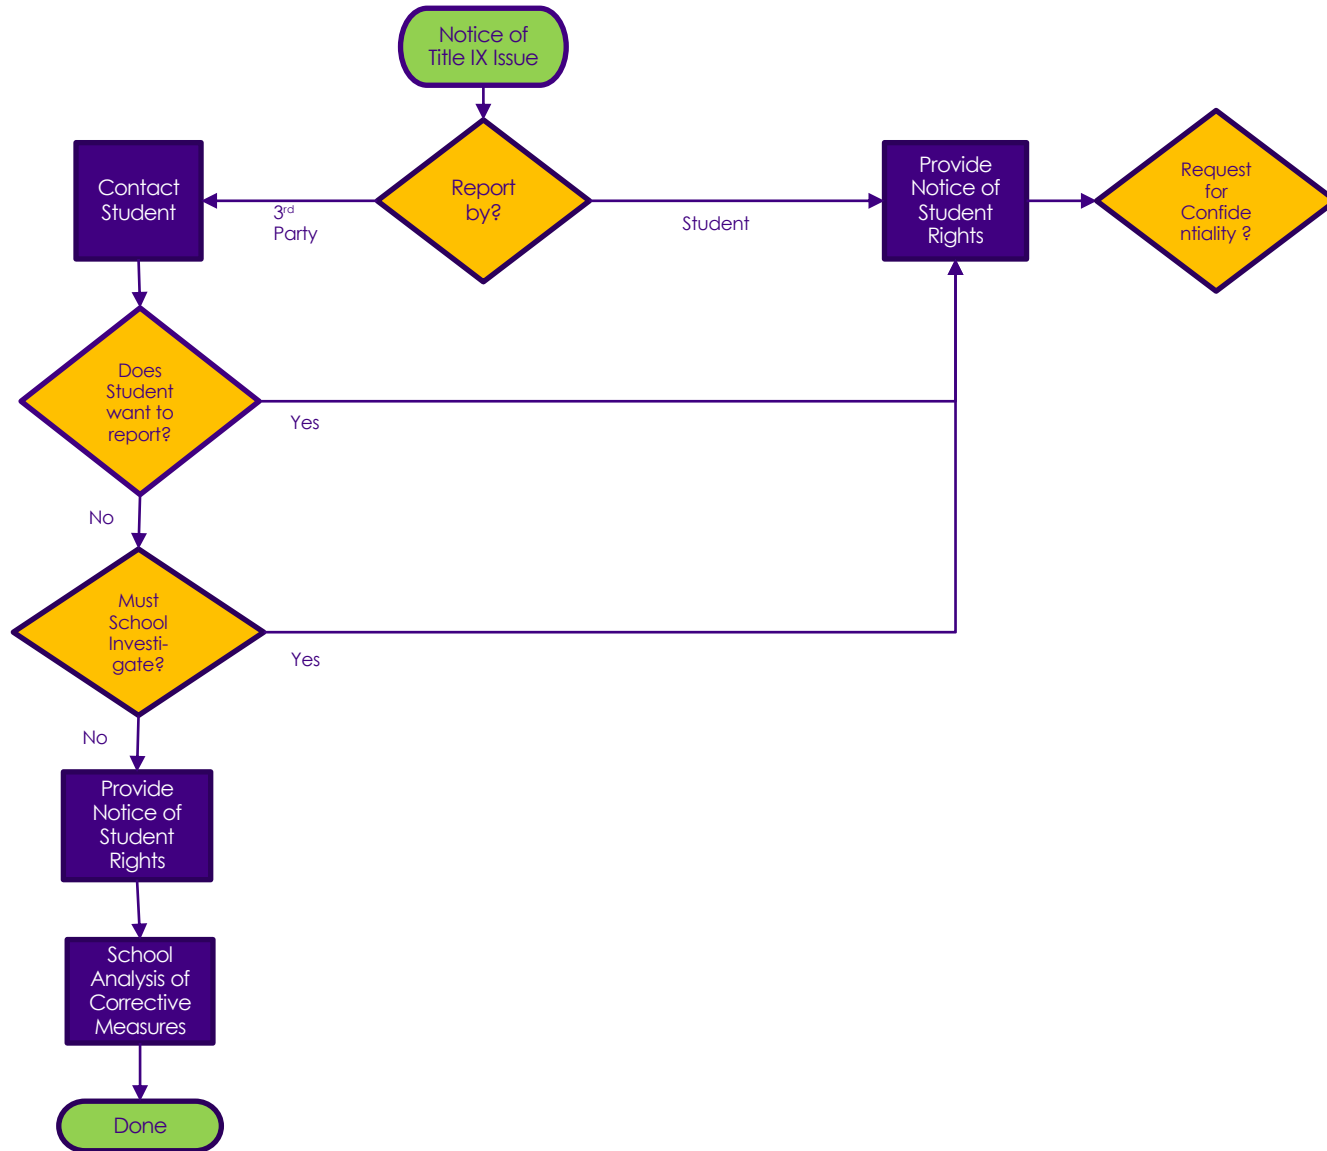 Notice of
Title IX Issue
Report
by?
Contact
Student
3rd
Party
Student
Provide
Notice of
Student
Rights
Request
for
Confide
ntiality ?
Does
Student
want to
report?
Yes
No
Must
School
Investi-
gate?
Yes
No
Provide
Notice of
Student
Rights
School
Analysis of
Corrective
Measures
Done